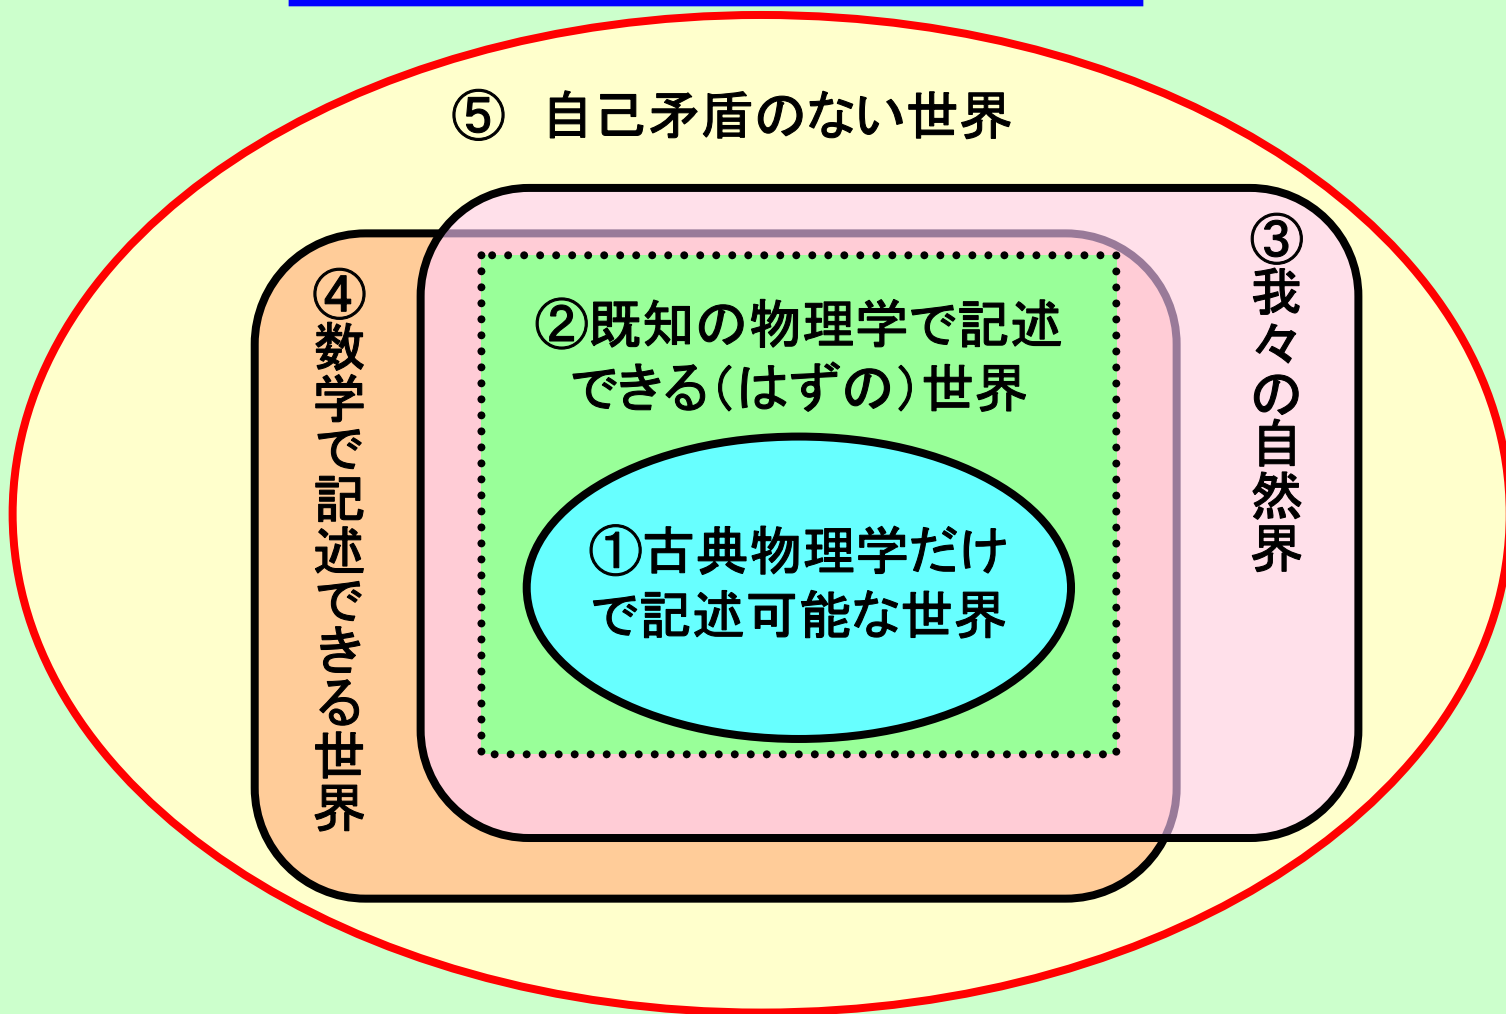 ⑤ 自己矛盾のない世界
③我々の自然界
④数学で記述できる世界
②既知の物理学で記述
できる(はずの)世界
①古典物理学だけ
で記述可能な世界